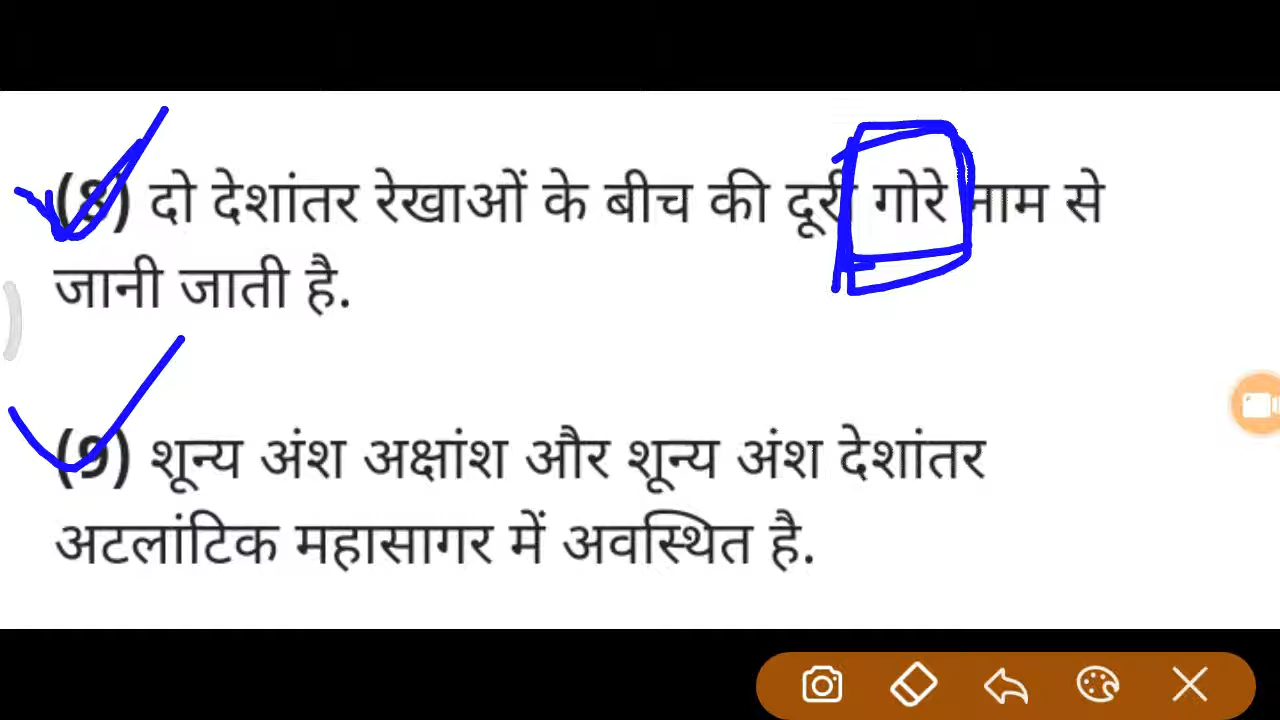 (8) दो देशांतर रेखाओं के बीच की दूरी गोरे नाम से
जानी जाती है.
(9) शून्य अंश अक्षांश और शून्य अंश देशांतर
अटलांटिक महासागर में अवस्थित है.